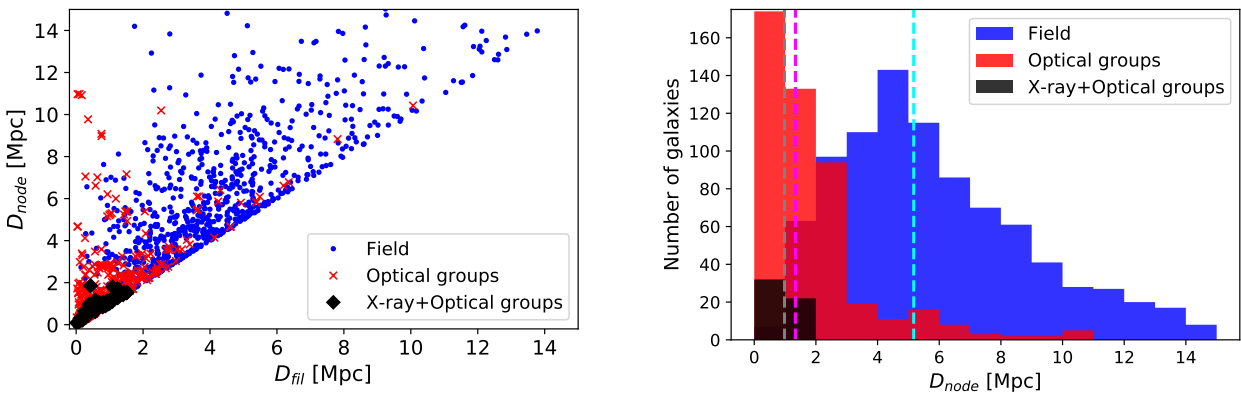 14
12
10
8
6
4
2
0
D_node [Mpc]
Field
Optical groups
X-ray+Optical groups
0 2 4 6 8 10 12 14
D_fil [Mpc]
160
140
120
100
80
60
40
20
0
Number of galaxies
Field
Optical groups
X-ray+Optical groups
0 2 4 6 8 10 12 14
D_node [Mpc]